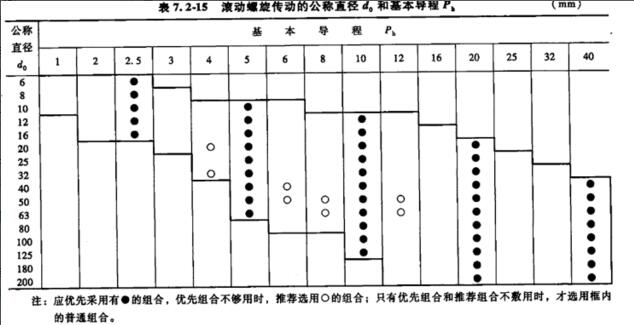 表7.2-15 滚动螺旋传动的公称直径 d₀ 和基本导程 Pₕ (mm)
公称直径 d₀ 基本导程 Pₕ
1 2 2.5 3 4 5 6 8 10 12 16 20 25 32 40
6
8 ●
10 ● ●
12 ● ● ●
16 ● ● ●
20 ○ ● ● ●
25 ● ● ●
32 ○ ● ● ●
40 ● ○ ● ● ●
50 ● ○ ○ ● ○ ● ●
63 ● ○ ● ○ ● ●
80 ● ● ●
100 ● ● ●
125 ● ● ●
180 ● ●
200 ● ●
注：应优先采用有●的组合，优先组合不够用时，推荐选用○的组合；只有优先组合和推荐组合不敷用时，才选用框内
的普通组合。